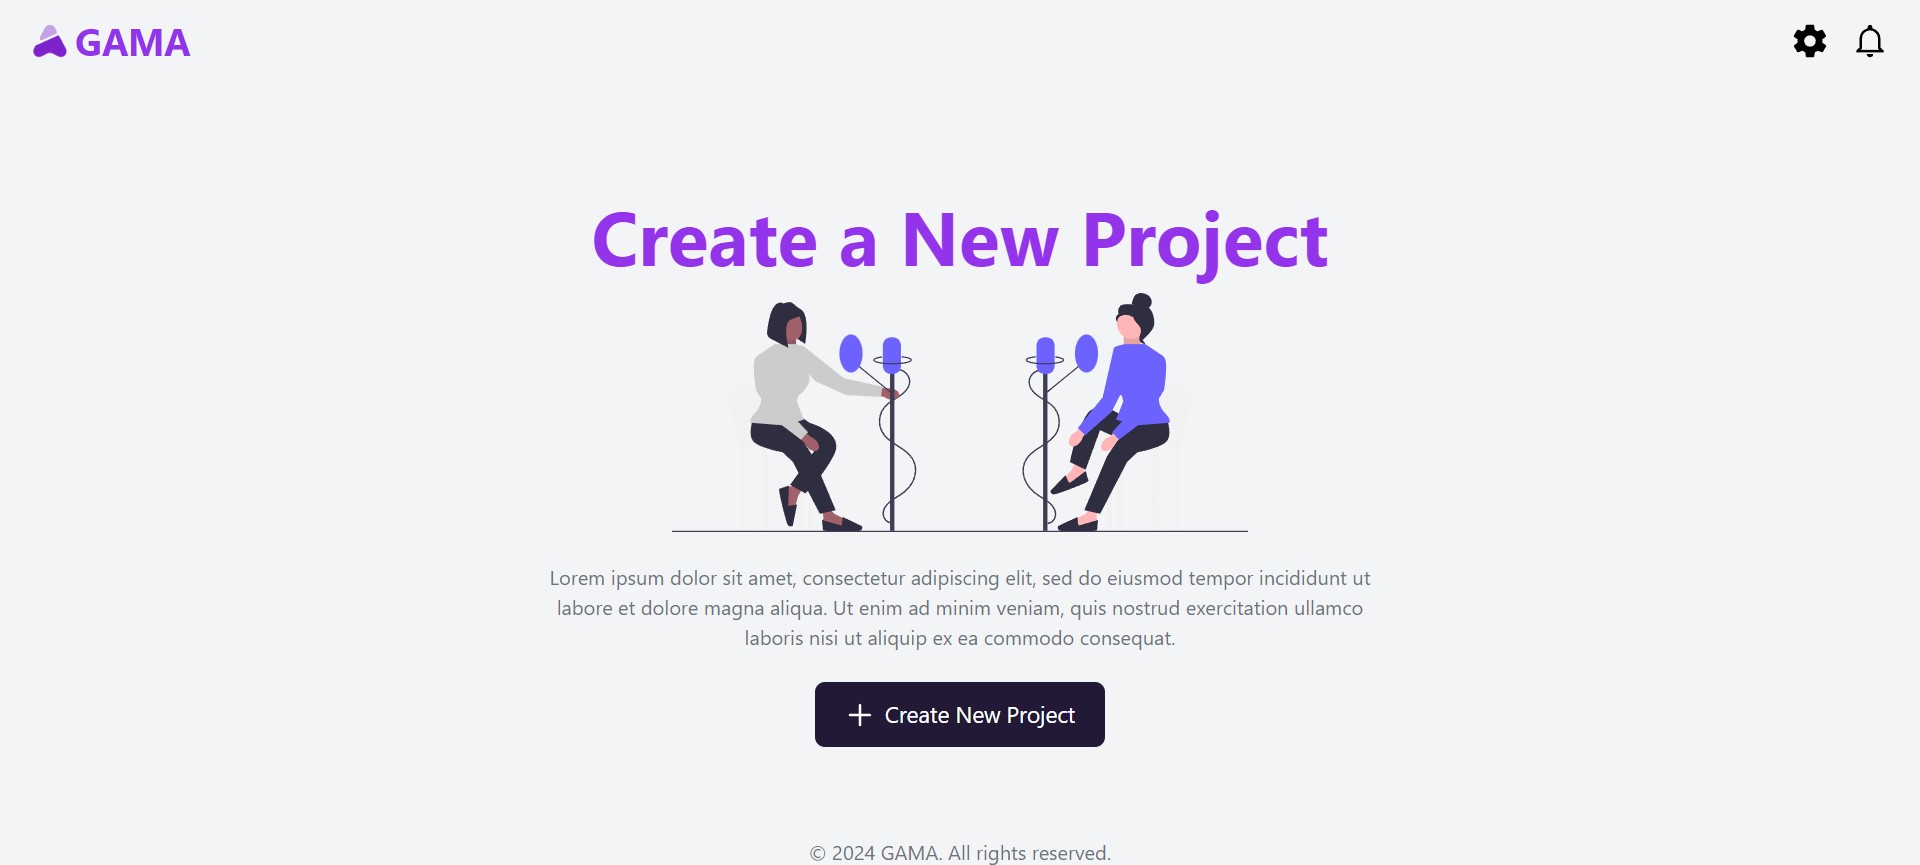 GAMA
Create a New Project
Lorem ipsum dolor sit amet, consectetur adipiscing elit, sed do eiusmod tempor incididunt ut
labore et dolore magna aliqua. Ut enim ad minim veniam, quis nostrud exercitation ullamco
laboris nisi ut aliquip ex ea commodo consequat.
Create New Project
© 2024 GAMA. All rights reserved.